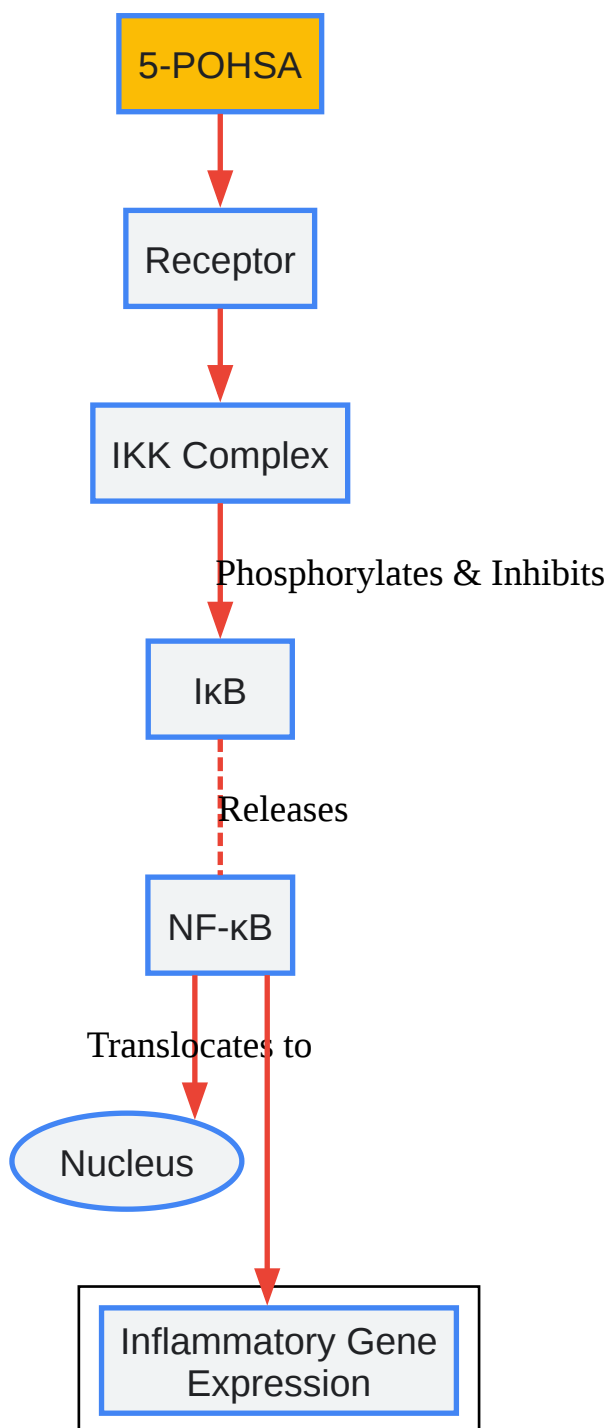 5-POHSA
Receptor
IKK Complex
Phosphorylates & Inhibits
IκB
Releases
NF-κB
Translocates to
Nucleus
Inflammatory Gene
Expression